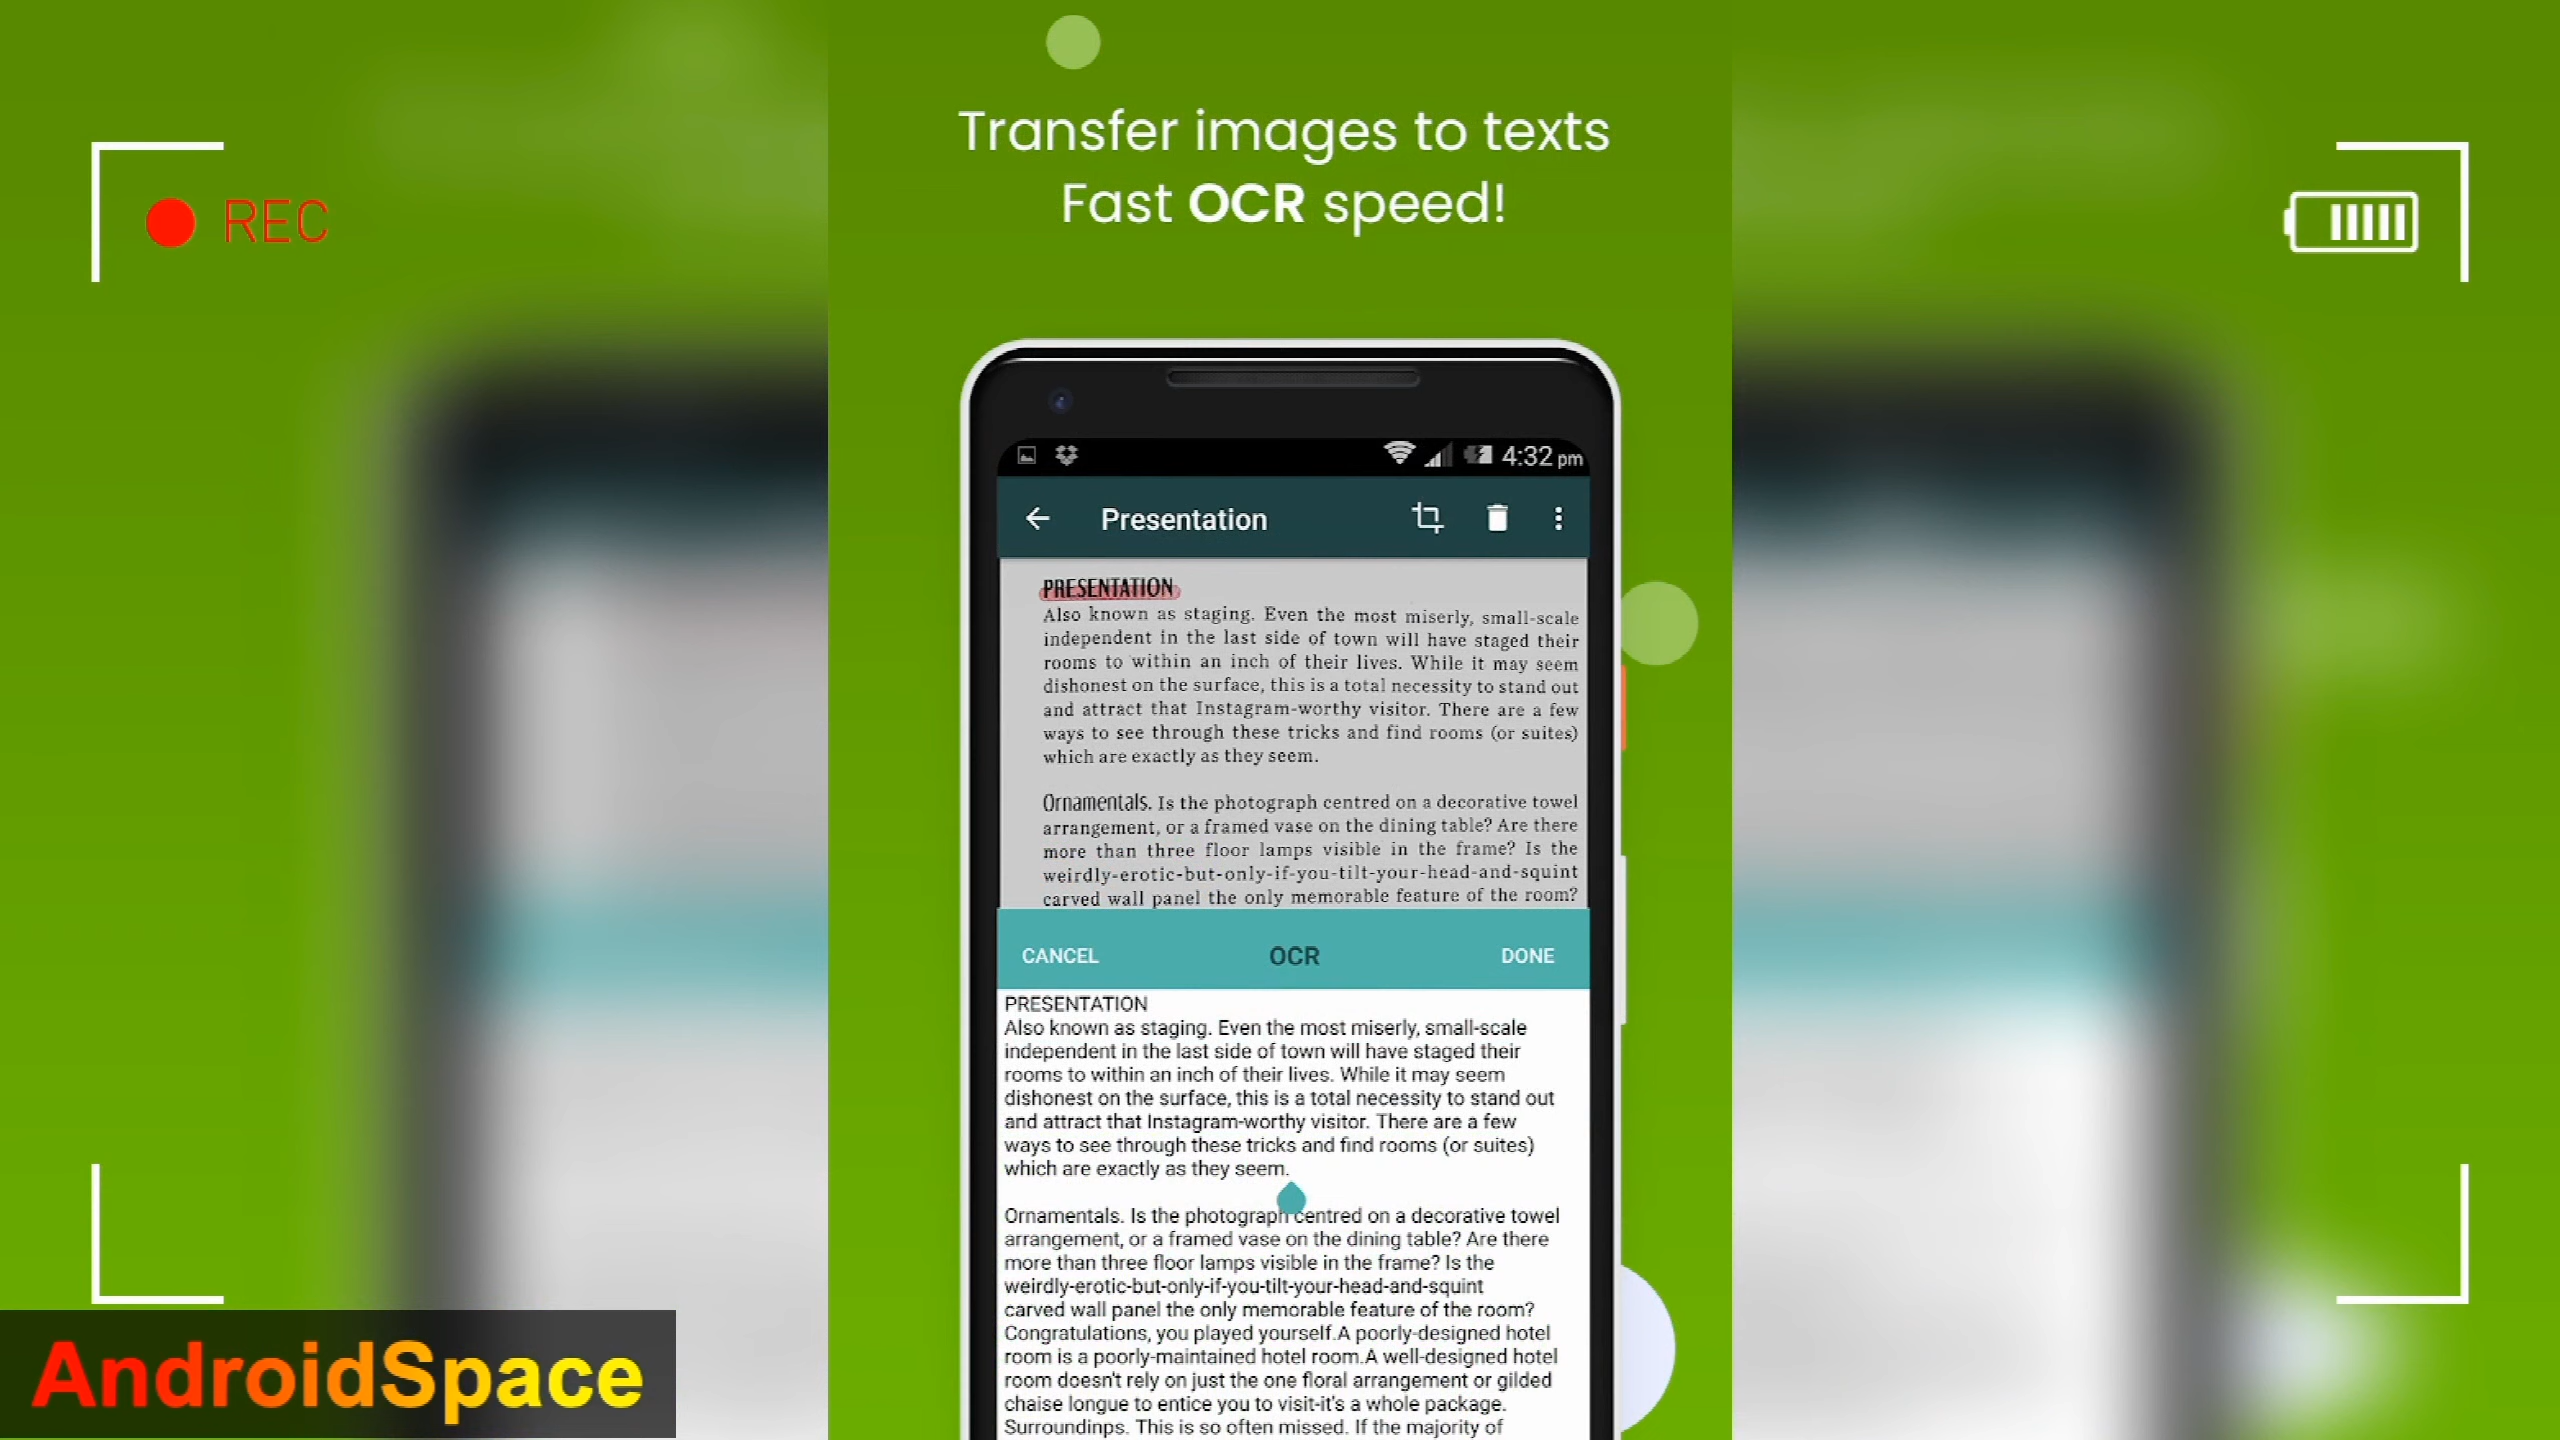 Transfer images to texts
Fast OCR speed!
REC
4:32 pm
Presentation
PRESENTATION
Also known as staging. Even the most miserly, small-scale
independent in the last side of town will have staged their
rooms to within an inch of their lives. While it may seem
dishonest on the surface, this is a total necessity to stand out
and attract that Instagram-worthy visitor. There are a few
ways to see through these tricks and find rooms (or suites)
which are exactly as they seem.
Ornamentals. Is the photograph centred on a decorative towel
arrangement, or a framed vase on the dining table? Are there
more than three floor lamps visible in the frame? Is the
weirdly-erotic-but-only-if-you-tilt-your-head-and-squint
carved wall panel the only memorable feature of the room?
CANCEL OCR DONE
PRESENTATION
Also known as staging. Even the most miserly, small-scale
independent in the last side of town will have staged their
rooms to within an inch of their lives. While it may seem
dishonest on the surface, this is a total necessity to stand out
and attract that Instagram-worthy visitor. There are a few
ways to see through these tricks and find rooms (or suites)
which are exactly as they seem.
Ornamentals. Is the photograph centred on a decorative towel
arrangement, or a framed vase on the dining table? Are there
more than three floor lamps visible in the frame? Is the
weirdly-erotic-but-only-if-you-tilt-your-head-and-squint
carved wall panel the only memorable feature of the room?
Congratulations, you played yourself.A poorly-designed hotel
room is a poorly-maintained hotel room.A well-designed hotel
room doesn't rely on just the one floral arrangement or gilded
chaise longue to entice you to visit-it's a whole package.
Surroundinps. This is so often missed. If the majority of
AndroidSpace